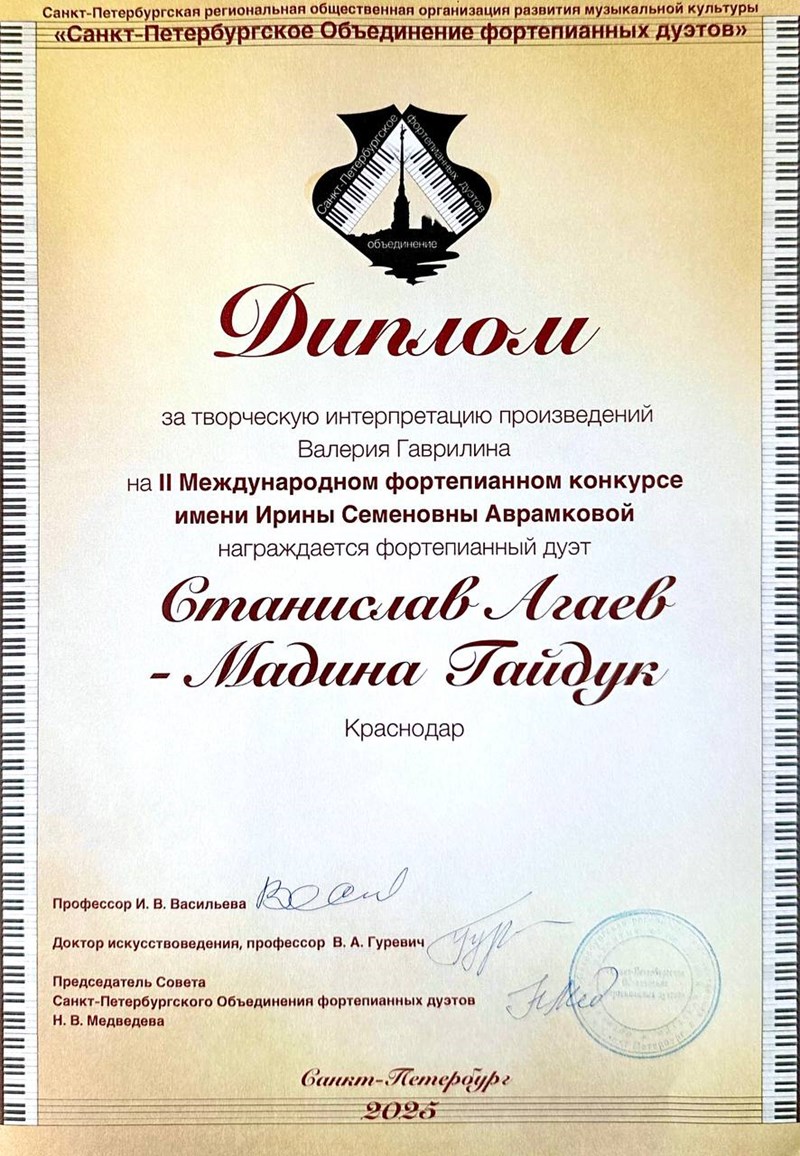 Санкт-Петербургская региональная общественная организация развития музыкальной культуры
«Санкт-Петербургское Объединение фортепианных дуэтов»
Санкт-Петербургское
фортепианных дуэтов
объединение
Диплом
за творческую интерпретацию произведений
Валерия Гаврилина
на II Международном фортепианном конкурсе
имени Ирины Семеновны Аврамковой
награждается фортепианный дуэт
Станислав Агаев
- Мадина Гайдук
Краснодар
Профессор И. В. Васильева
Доктор искусствоведения, профессор В. А. Гуревич
Председатель Совета
Санкт-Петербургского Объединения фортепианных дуэтов
Н. В. Медведева
Санкт-Петербург
2025